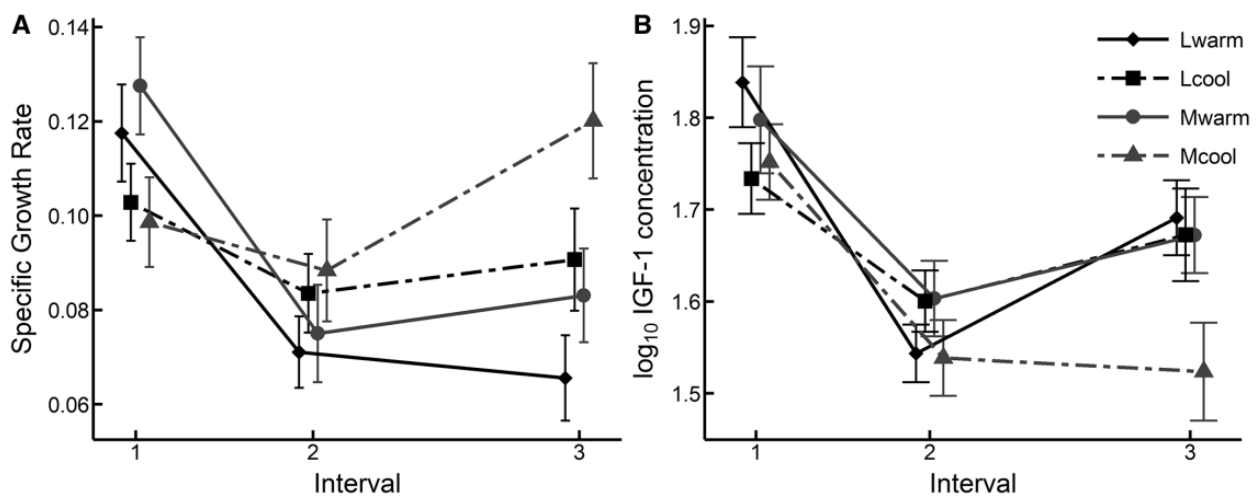 A
Specific Growth Rate
0.14
0.12
0.10
0.08
0.06
1
2
3
Interval
B
log₁₀ IGF-1 concentration
1.9
1.8
1.7
1.6
1.5
1
2
3
Interval
Lwarm
Lcool
Mwarm
Mcool